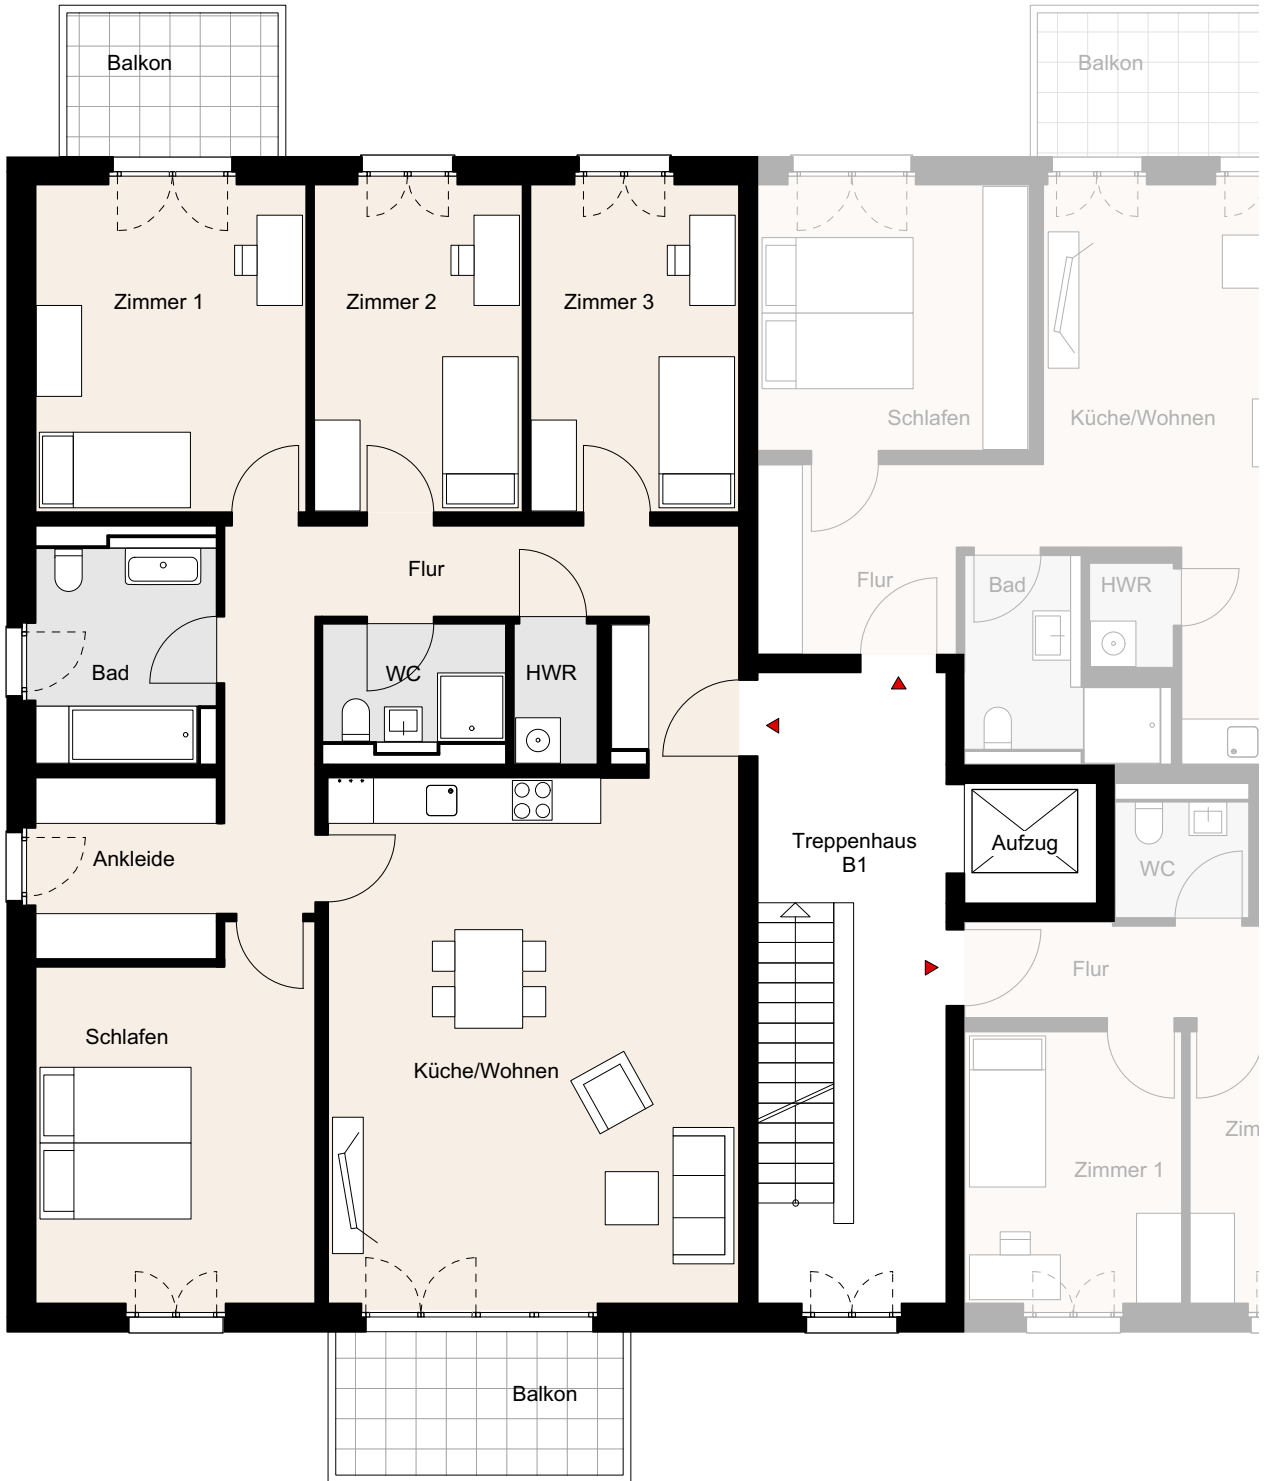 Balkon
Balkon
Zimmer 1
Zimmer 2
Zimmer 3
Schlafen
Küche/Wohnen
Flur
Flur
Bad
HWR
Bad
WC
HWR
Treppenhaus
B1
Aufzug
Ankleide
WC
Flur
Schlafen
Küche/Wohnen
Zim
Zimmer 1
Balkon